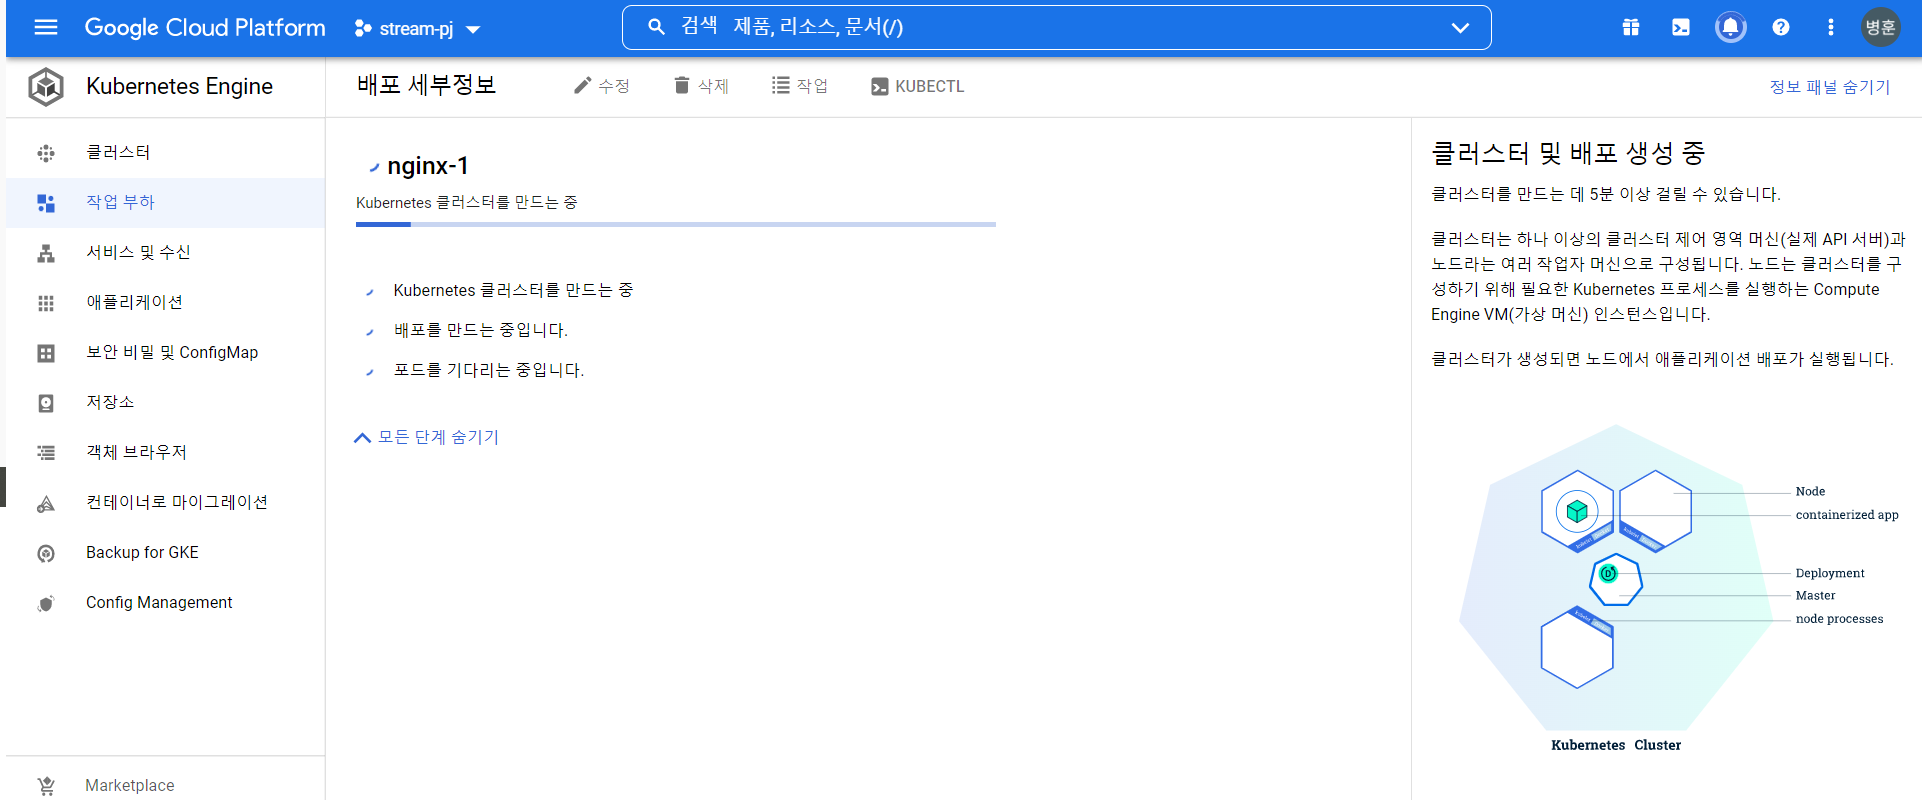 Google Cloud Platform
stream-pj
검색 제품, 리소스, 문서(/)
병훈
Kubernetes Engine
배포 세부정보
수정
삭제
작업
KUBECTL
정보 패널 숨기기
클러스터
작업 부하
서비스 및 수신
애플리케이션
보안 비밀 및 ConfigMap
저장소
객체 브라우저
컨테이너로 마이그레이션
Backup for GKE
Config Management
Marketplace
nginx-1
Kubernetes 클러스터를 만드는 중
Kubernetes 클러스터를 만드는 중
배포를 만드는 중입니다.
포드를 기다리는 중입니다.
모든 단계 숨기기
클러스터 및 배포 생성 중
클러스터를 만드는 데 5분 이상 걸릴 수 있습니다.
클러스터는 하나 이상의 클러스터 제어 영역 머신(실제 API 서버)과
노드라는 여러 작업자 머신으로 구성됩니다. 노드는 클러스터를 구
성하기 위해 필요한 Kubernetes 프로세스를 실행하는 Compute
Engine VM(가상 머신) 인스턴스입니다.
클러스터가 생성되면 노드에서 애플리케이션 배포가 실행됩니다.
Node
containerized app
Deployment
Master
node processes
Kubernetes Cluster